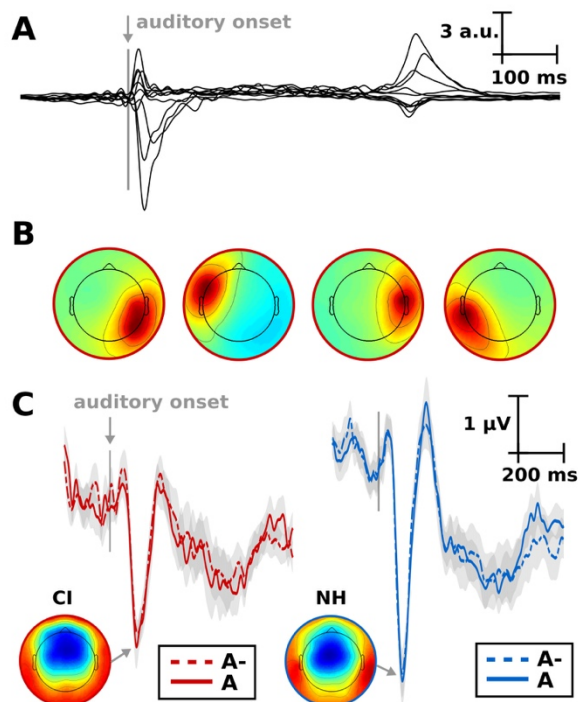 A
auditory onset
3 a.u.
100 ms
B
C
auditory onset
1 µV
200 ms
CI
NH
A-
A
A-
A